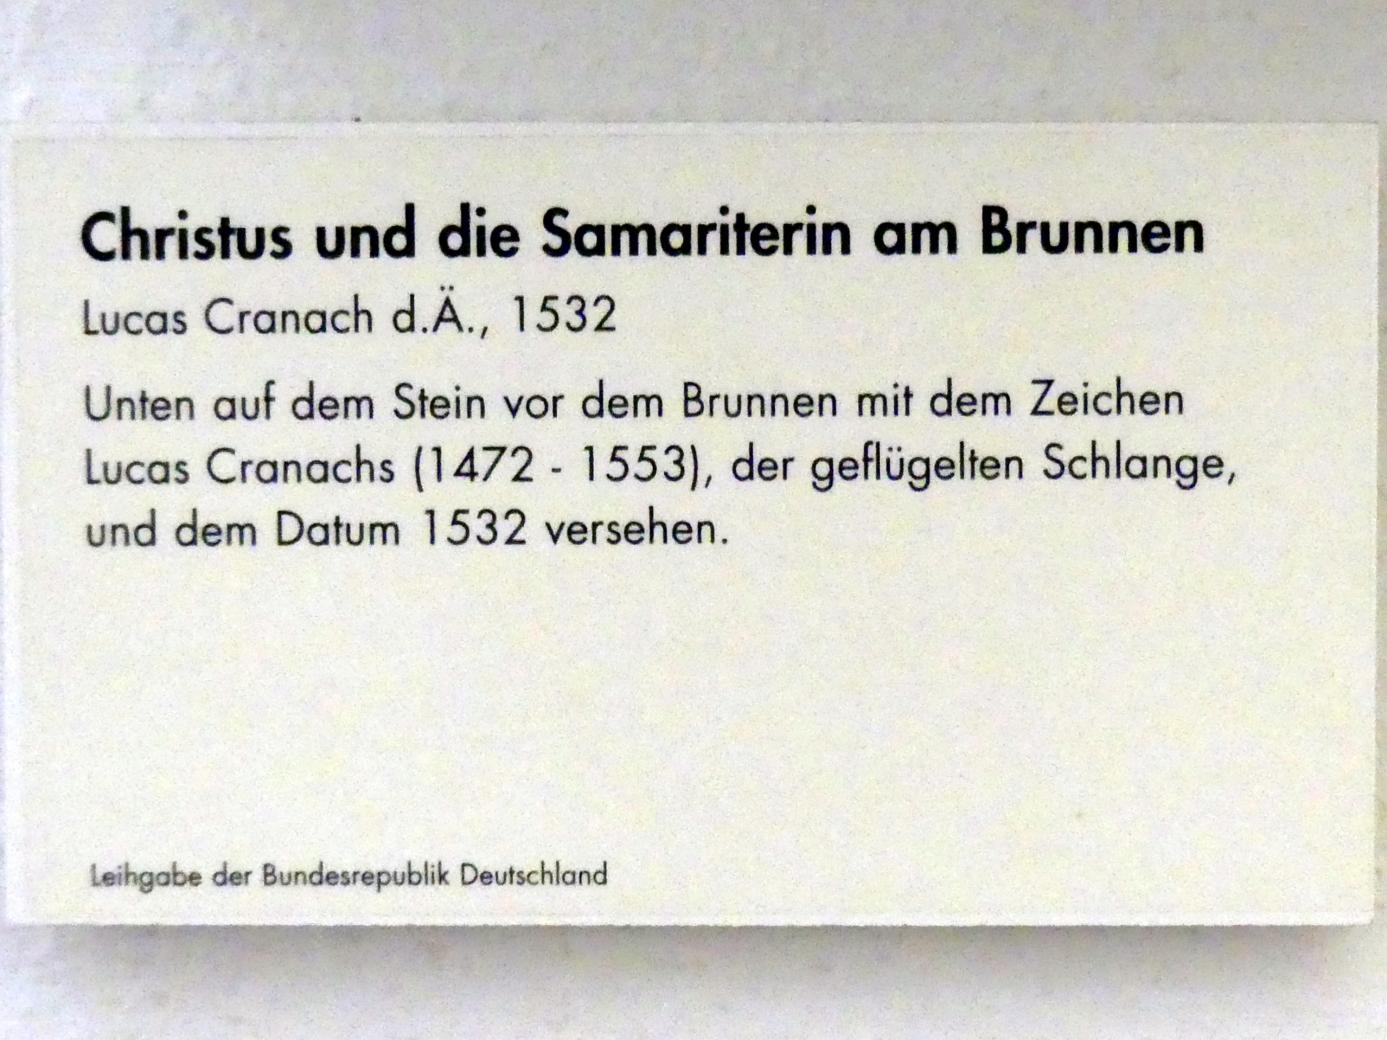 Christus und die Samariterin am Brunnen
Lucas Cranach d.Ä., 1532
Unten auf dem Stein vor dem Brunnen mit dem Zeichen
Lucas Cranachs (1472 - 1553), der geflügelten Schlange,
und dem Datum 1532 versehen.
Leihgabe der Bundesrepublik Deutschland